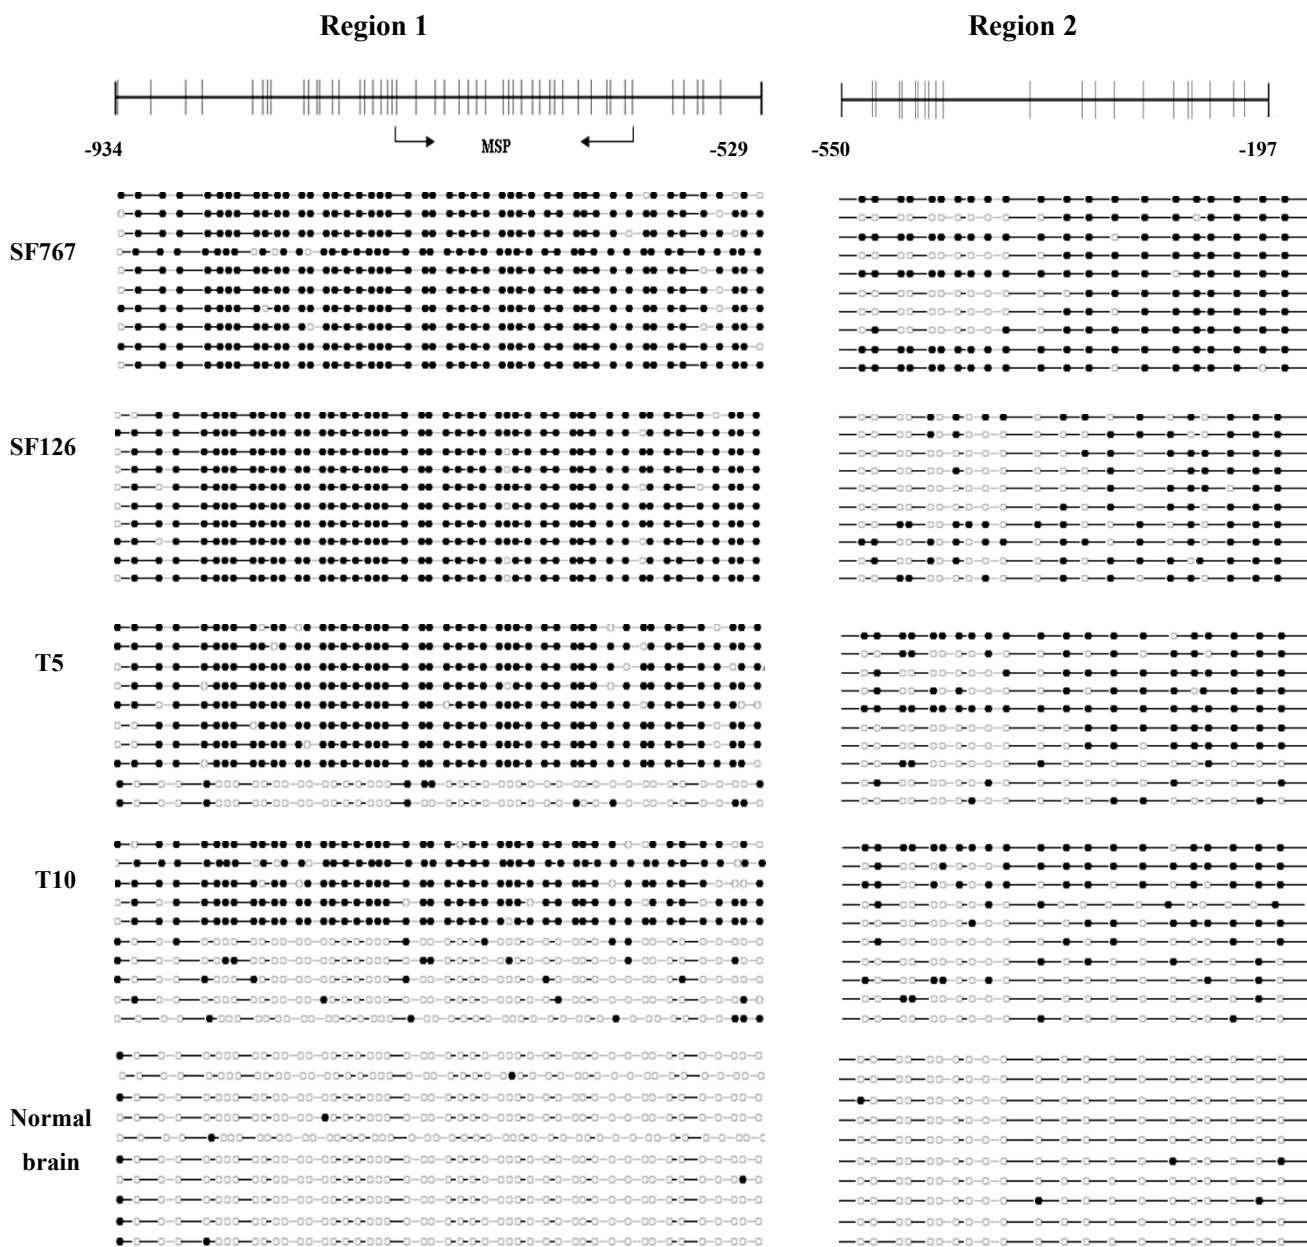 Region 1
Region 2
MSP
-934
-529
-550
-197
SF767
SF126
T5
T10
Normal
brain